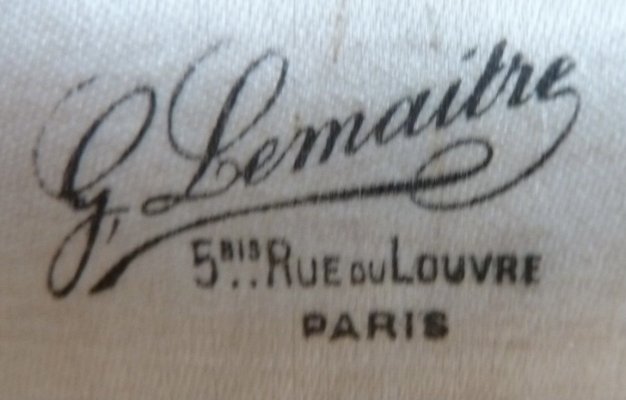 G. Lemaitre
5BIS. RUE DU LOUVRE
PARIS